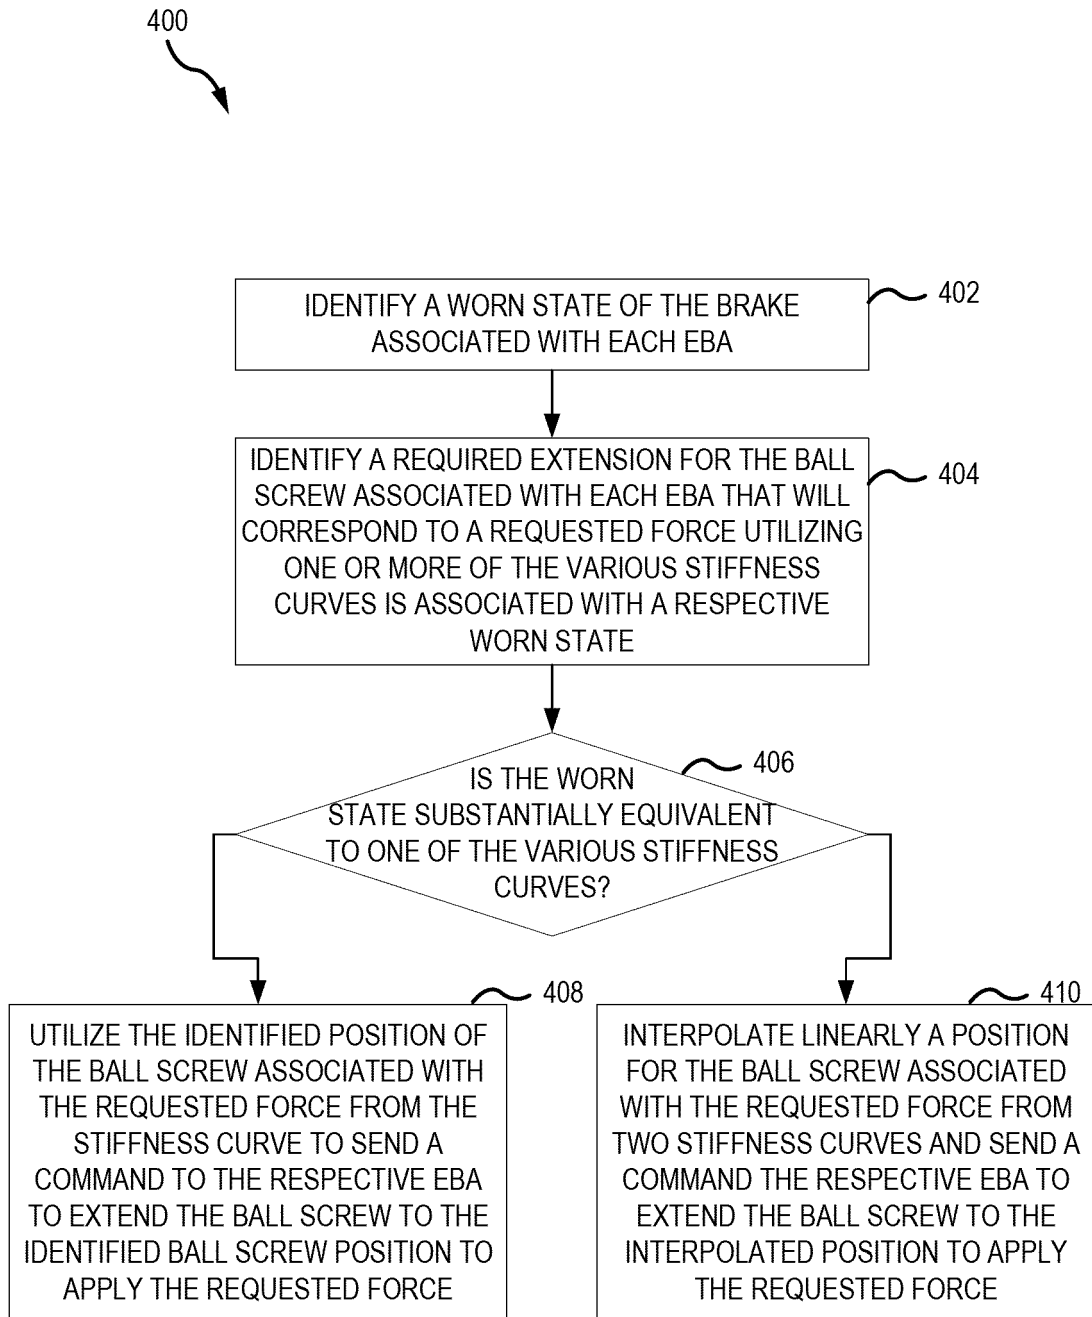 400
IDENTIFY A WORN STATE OF THE BRAKE
ASSOCIATED WITH EACH EBA
402
IDENTIFY A REQUIRED EXTENSION FOR THE BALL
SCREW ASSOCIATED WITH EACH EBA THAT WILL
CORRESPOND TO A REQUESTED FORCE UTILIZING
ONE OR MORE OF THE VARIOUS STIFFNESS
CURVES IS ASSOCIATED WITH A RESPECTIVE
WORN STATE
404
IS THE WORN
STATE SUBSTANTIALLY EQUIVALENT
TO ONE OF THE VARIOUS STIFFNESS
CURVES?
406
UTILIZE THE IDENTIFIED POSITION OF
THE BALL SCREW ASSOCIATED WITH
THE REQUESTED FORCE FROM THE
STIFFNESS CURVE TO SEND A
COMMAND TO THE RESPECTIVE EBA
TO EXTEND THE BALL SCREW TO THE
IDENTIFIED BALL SCREW POSITION TO
APPLY THE REQUESTED FORCE
408
INTERPOLATE LINEARLY A POSITION
FOR THE BALL SCREW ASSOCIATED
WITH THE REQUESTED FORCE FROM
TWO STIFFNESS CURVES AND SEND A
COMMAND THE RESPECTIVE EBA TO
EXTEND THE BALL SCREW TO THE
INTERPOLATED POSITION TO APPLY
THE REQUESTED FORCE
410